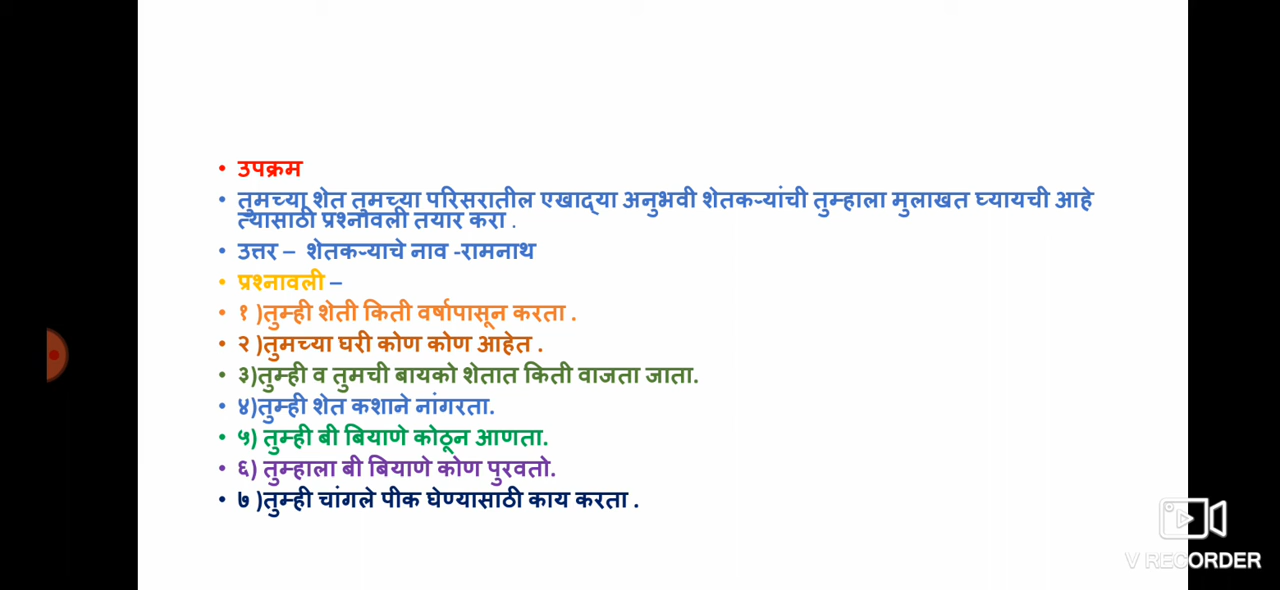 उपक्रम
तुमच्या शेत तुमच्या परिसरातील एखाद्या अनुभवी शेतकऱ्यांची तुम्हाला मुलाखत घ्यायची आहे
त्यासाठी प्रश्नावली तयार करा .
उत्तर – शेतकऱ्याचे नाव -रामनाथ
प्रश्नावली –
१ )तुम्ही शेती किती वर्षापासून करता .
२ )तुमच्या घरी कोण कोण आहेत .
३)तुम्ही व तुमची बायको शेतात किती वाजता जाता.
४)तुम्ही शेत कशाने नांगरता.
५) तुम्ही बी बियाणे कोठून आणता.
६) तुम्हाला बी बियाणे कोण पुरवतो.
७ )तुम्ही चांगले पीक घेण्यासाठी काय करता .
V RECORDER